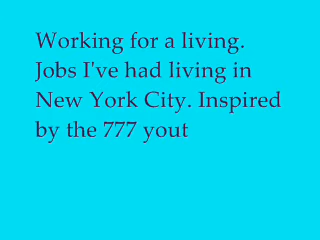 Working for a living.
Jobs I've had living in
New York City. Inspired
by the 777 yout